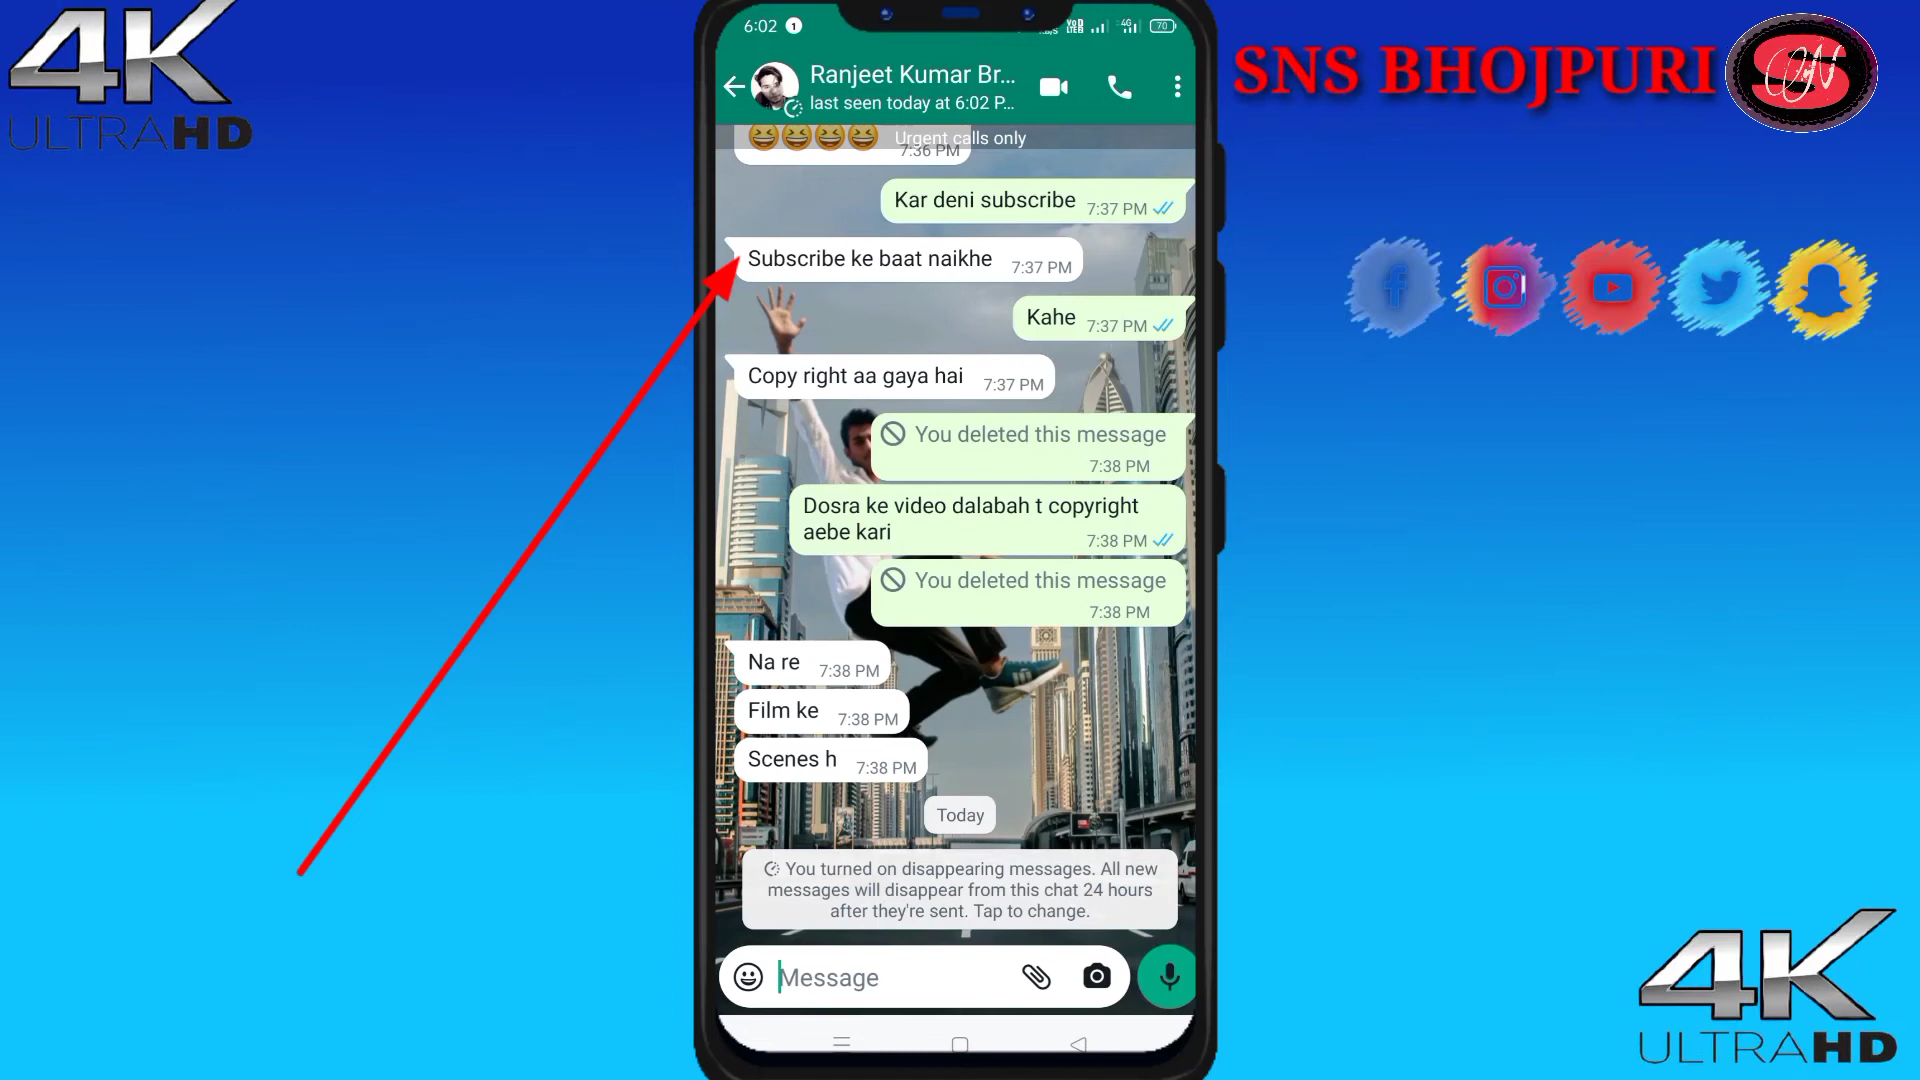 4K
ULTRAHD
6:02 1
VoD
LTE2
4G
70
Ranjeet Kumar Br...
last seen today at 6:02 P...
SNS BHOJPURI
Urgent calls only
7:36 PM
Kar deni subscribe 7:37 PM
Subscribe ke baat naikhe 7:37 PM
Kahe 7:37 PM
Copy right aa gaya hai 7:37 PM
You deleted this message
7:38 PM
Dosra ke video dalabah t copyright
aebe kari 7:38 PM
You deleted this message
7:38 PM
Na re 7:38 PM
Film ke 7:38 PM
Scenes h 7:38 PM
Today
You turned on disappearing messages. All new
messages will disappear from this chat 24 hours
after they're sent. Tap to change.
Message
4K
ULTRAHD